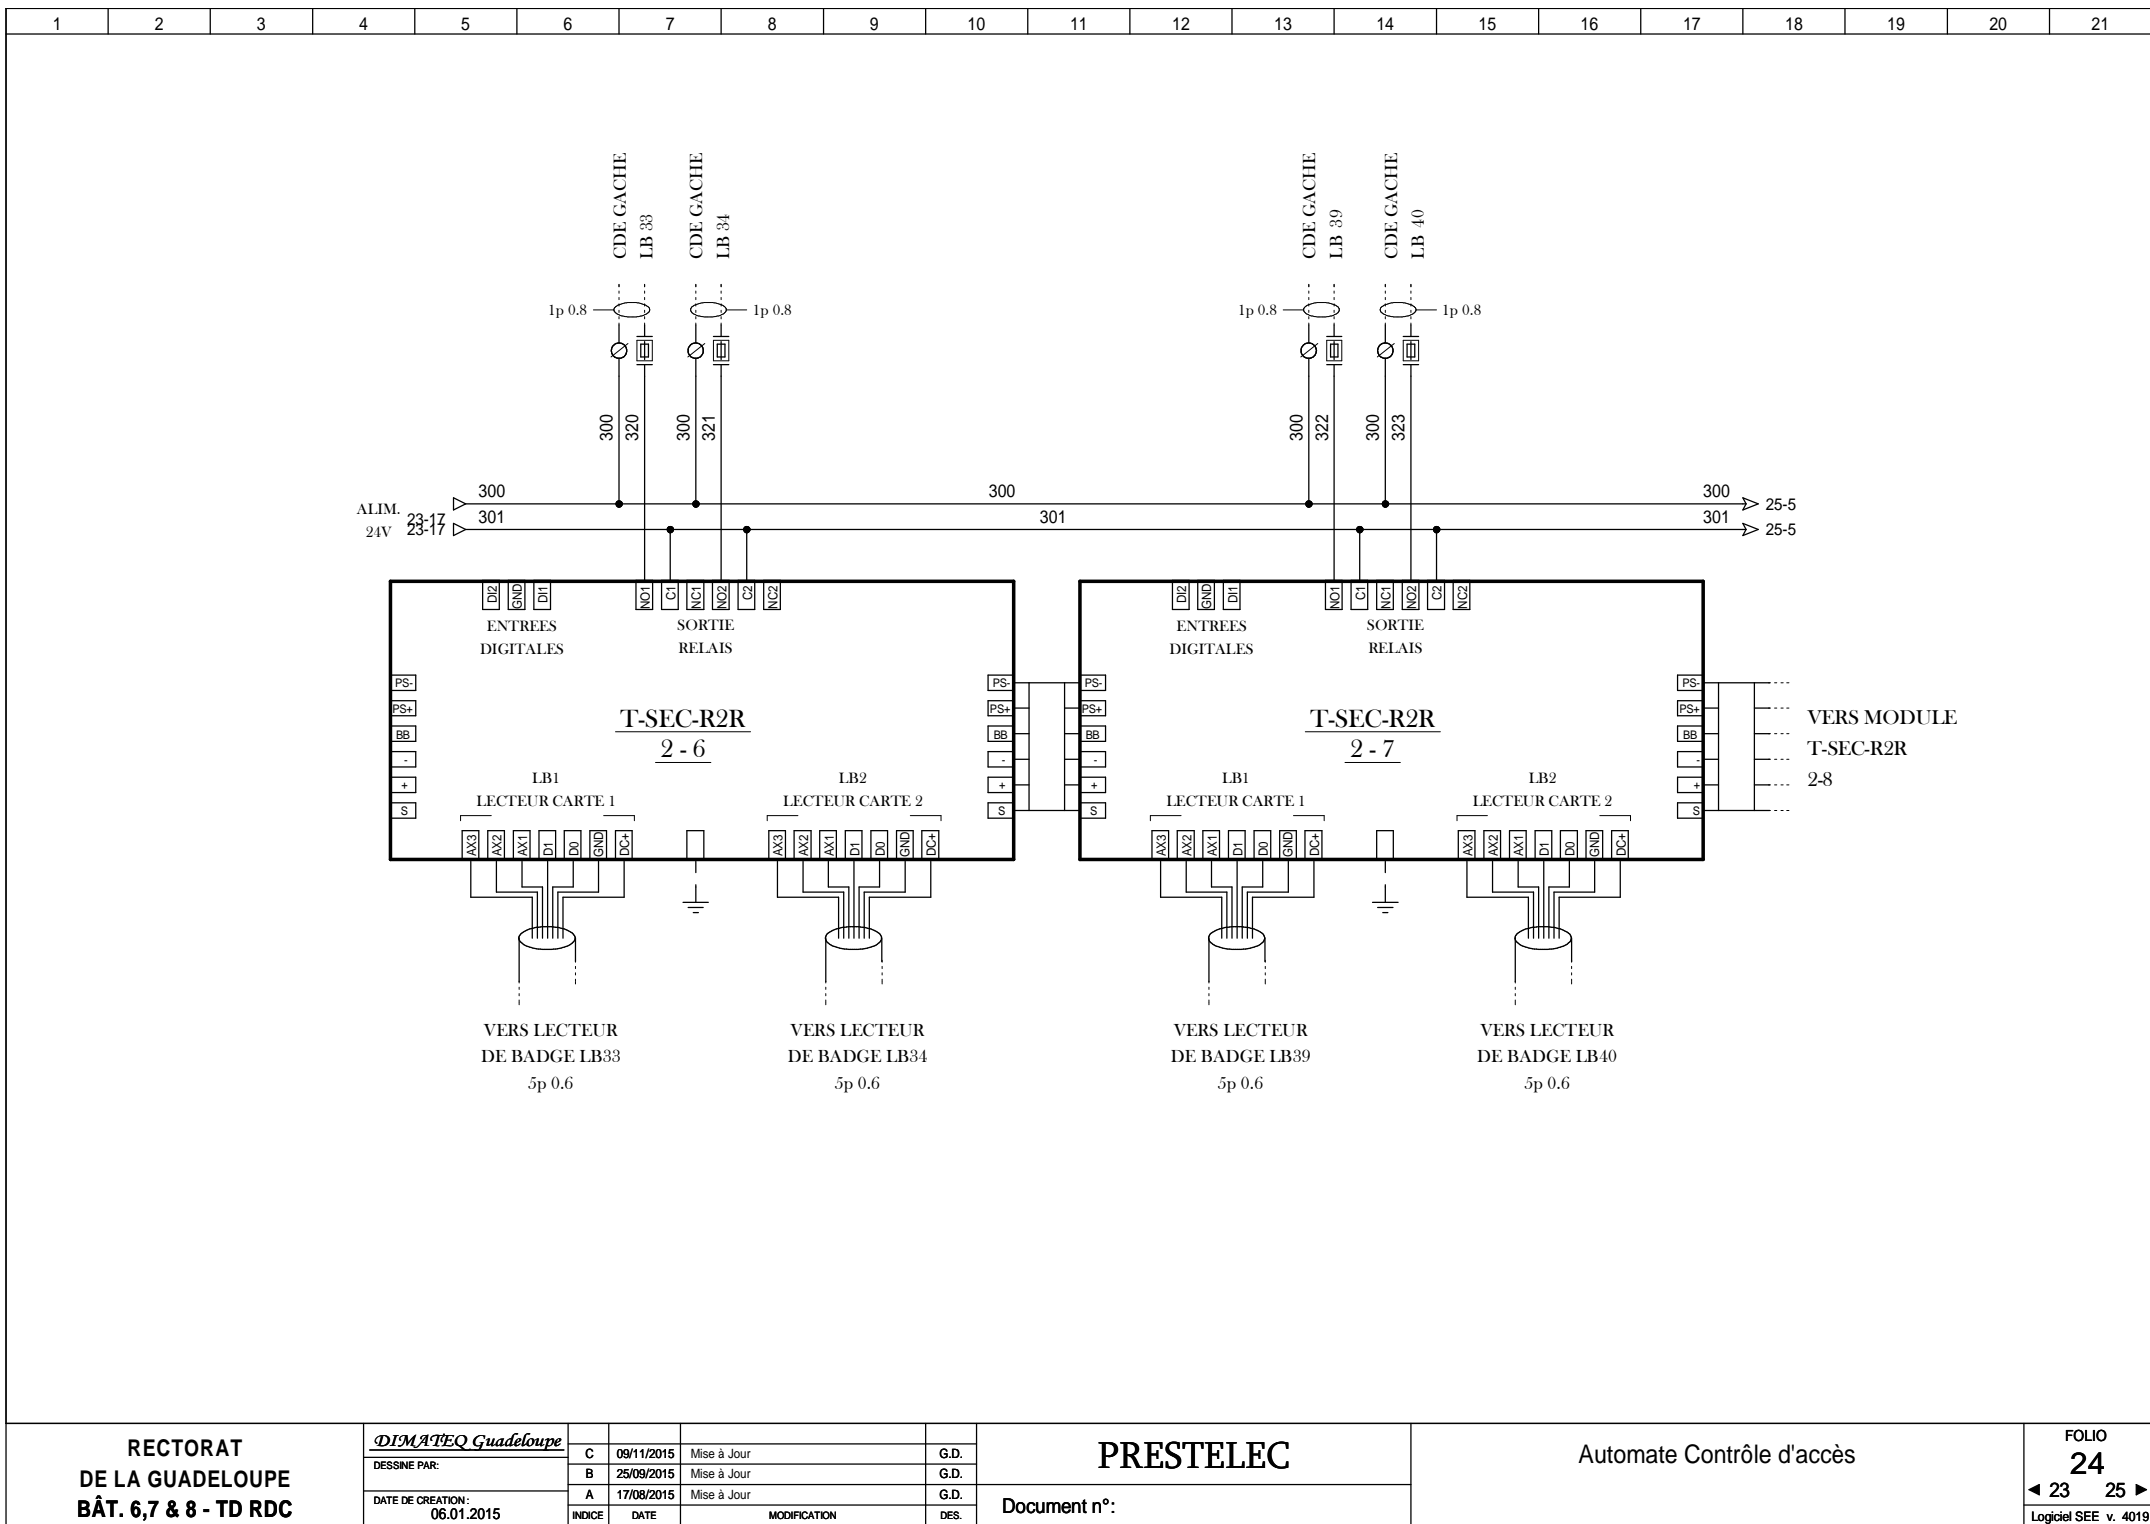 1 2 3 4 5 6 7 8 9 10 11 12 13 14 15 16 17 18 19 20 21
CDE GACHE
LB 33
CDE GACHE
LB 34
CDE GACHE
LB 39
CDE GACHE
LB 40
1p 0.8
1p 0.8
1p 0.8
1p 0.8
300 320 300 321 300 322 300 323
ALIM.
24V
23-17 300 300 300 25-5
23-17 301 301 301 25-5
DI2 GND DI1 NO1 C1 NC1 NO2 C2 NC2
ENTREES
DIGITALES
SORTIE
RELAIS
PS-
PS+
BB
-
+
S
T-SEC-R2R
2 - 6
PS-
PS+
BB
-
+
S
LB1
LECTEUR CARTE 1
LB2
LECTEUR CARTE 2
AX3 AX2 AX1 D1 D0 GND DC+
AX3 AX2 AX1 D1 D0 GND DC+
DI2 GND DI1 NO1 C1 NC1 NO2 C2 NC2
ENTREES
DIGITALES
SORTIE
RELAIS
PS-
PS+
BB
-
+
S
T-SEC-R2R
2 - 7
PS-
PS+
BB
-
+
S
LB1
LECTEUR CARTE 1
LB2
LECTEUR CARTE 2
AX3 AX2 AX1 D1 D0 GND DC+
AX3 AX2 AX1 D1 D0 GND DC+
VERS MODULE
T-SEC-R2R
2-8
VERS LECTEUR
DE BADGE LB33
5p 0.6
VERS LECTEUR
DE BADGE LB34
5p 0.6
VERS LECTEUR
DE BADGE LB39
5p 0.6
VERS LECTEUR
DE BADGE LB40
5p 0.6
RECTORAT
DE LA GUADELOUPE
BÂT. 6,7 & 8 - TD RDC
DIMATEQ Guadeloupe
DESSINE PAR:
DATE DE CREATION :
06.01.2015
C 09/11/2015 Mise à Jour G.D.
B 25/09/2015 Mise à Jour G.D.
A 17/08/2015 Mise à Jour G.D.
INDICE DATE MODIFICATION DES.
PRESTELEC
Document n°:
Automate Contrôle d'accès
FOLIO
24
◄ 23 25 ►
Logiciel SEE v. 4019